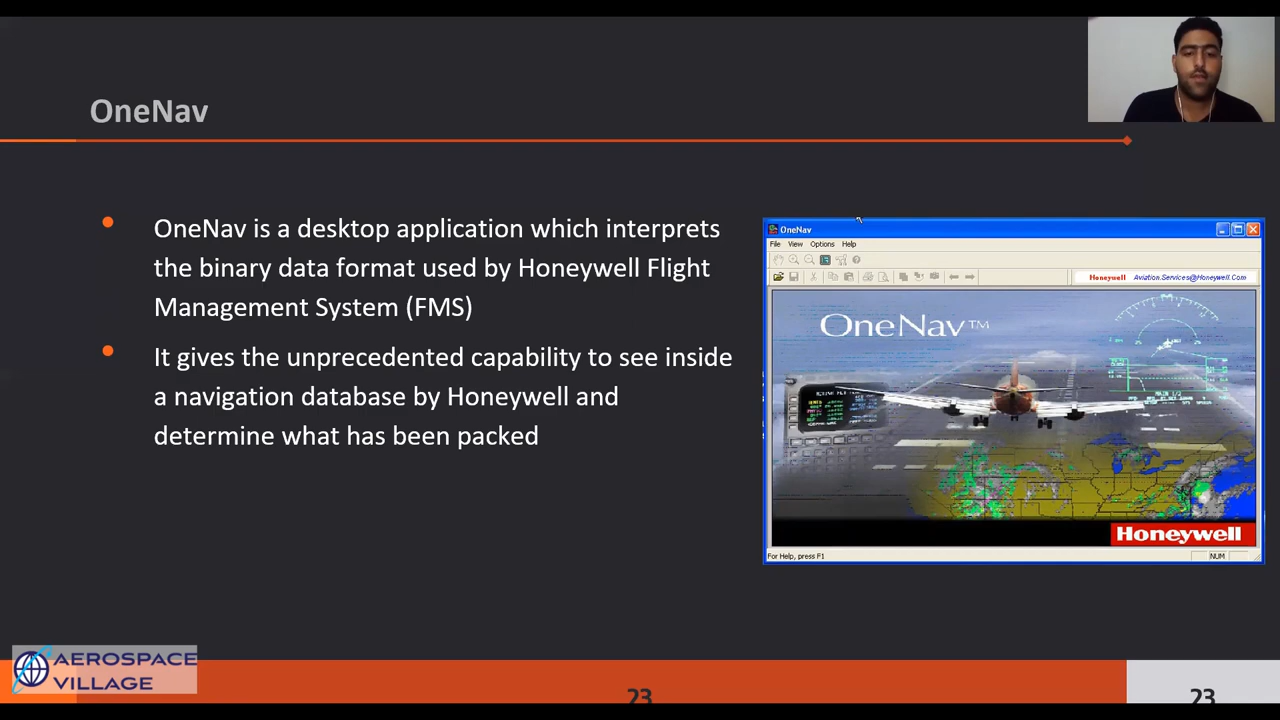 OneNav
OneNav is a desktop application which interprets
the binary data format used by Honeywell Flight
Management System (FMS)
It gives the unprecedented capability to see inside
a navigation database by Honeywell and
determine what has been packed
OneNav
File View Options Help
Honeywell Aviation.Services@Honeywell.Com
OneNav™
Honeywell
For Help, press F1
NUM
AEROSPACE
VILLAGE
23
23